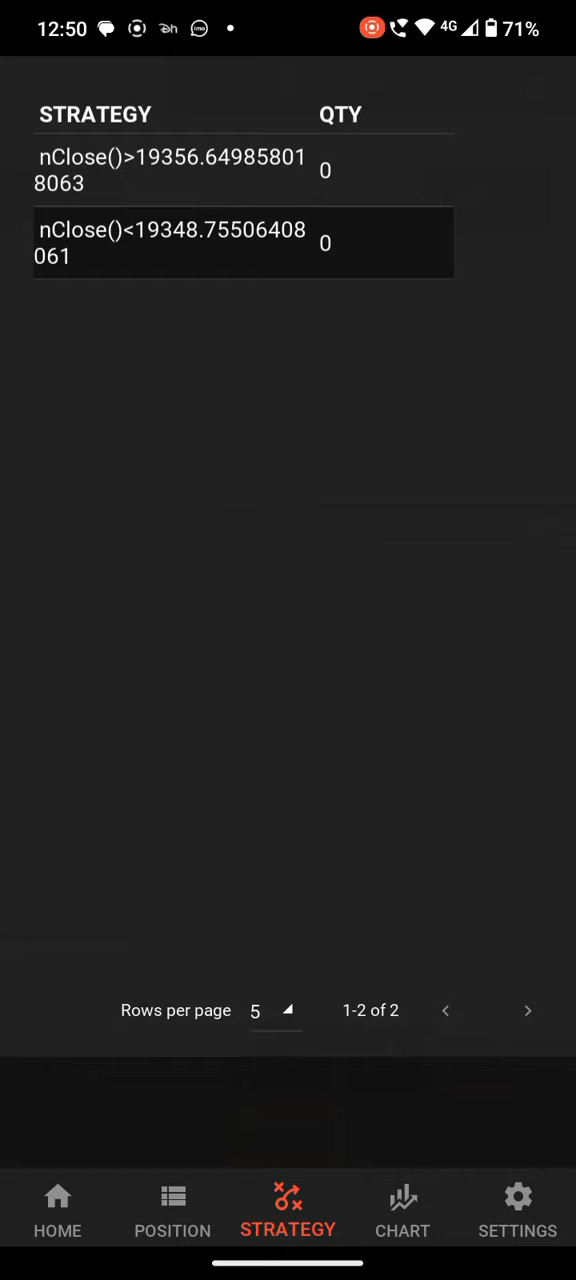 12:50 4G 71%
STRATEGY QTY
nClose()>19356.64985801
8063 0
nClose()<19348.75506408
061 0
Rows per page 5 1-2 of 2
HOME POSITION STRATEGY CHART SETTINGS